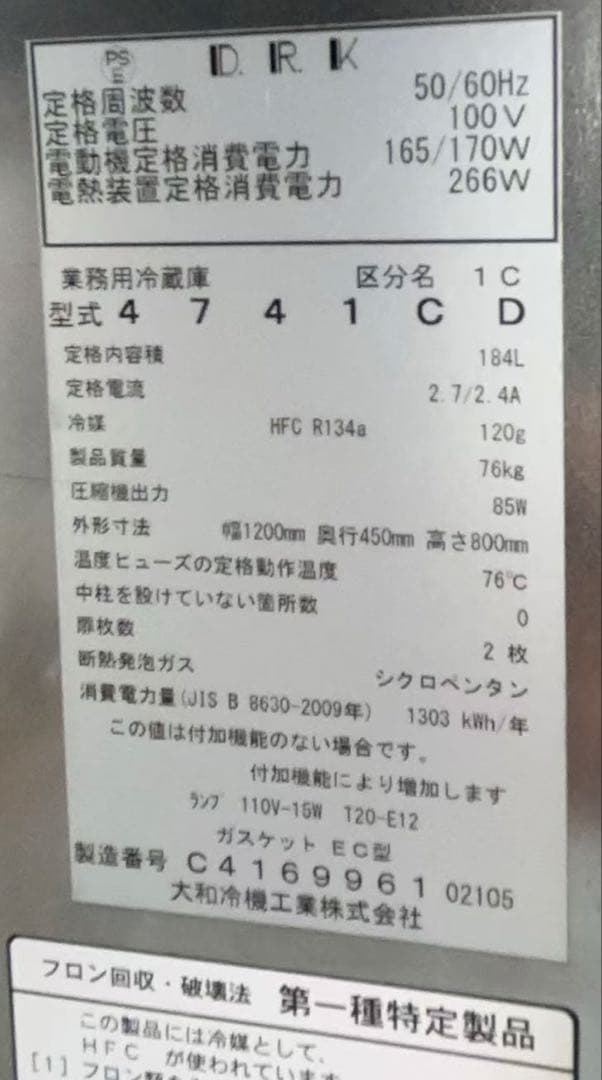 PS
E
D. R. K
定格周波数 50/60Hz
定格電圧 100V
電動機定格消費電力 165/170W
電熱装置定格消費電力 266W
業務用冷蔵庫 区分名 1C
型式 4741CD
定格内容積 184L
定格電流 2.7/2.4A
冷媒 HFC R134a 120g
製品質量 76kg
圧縮機出力 85W
外形寸法 幅1200mm 奥行450mm 高さ800mm
温度ヒューズの定格動作温度 76℃
中柱を設けていない箇所数 0
扉枚数 2 枚
断熱発泡ガス シクロペンタン
消費電力量(JIS B 8630-2009年) 1303 kWh/年
この値は付加機能のない場合です。
付加機能により増加します
ﾗﾝﾌﾟ 110V-15W T20-E12
ガスケット EC型
製造番号 C4169961 02105
大和冷機工業株式会社
フロン回収・破壊法 第一種特定製品
この製品には冷媒として、
HFC が使われています
[1] フロン類を